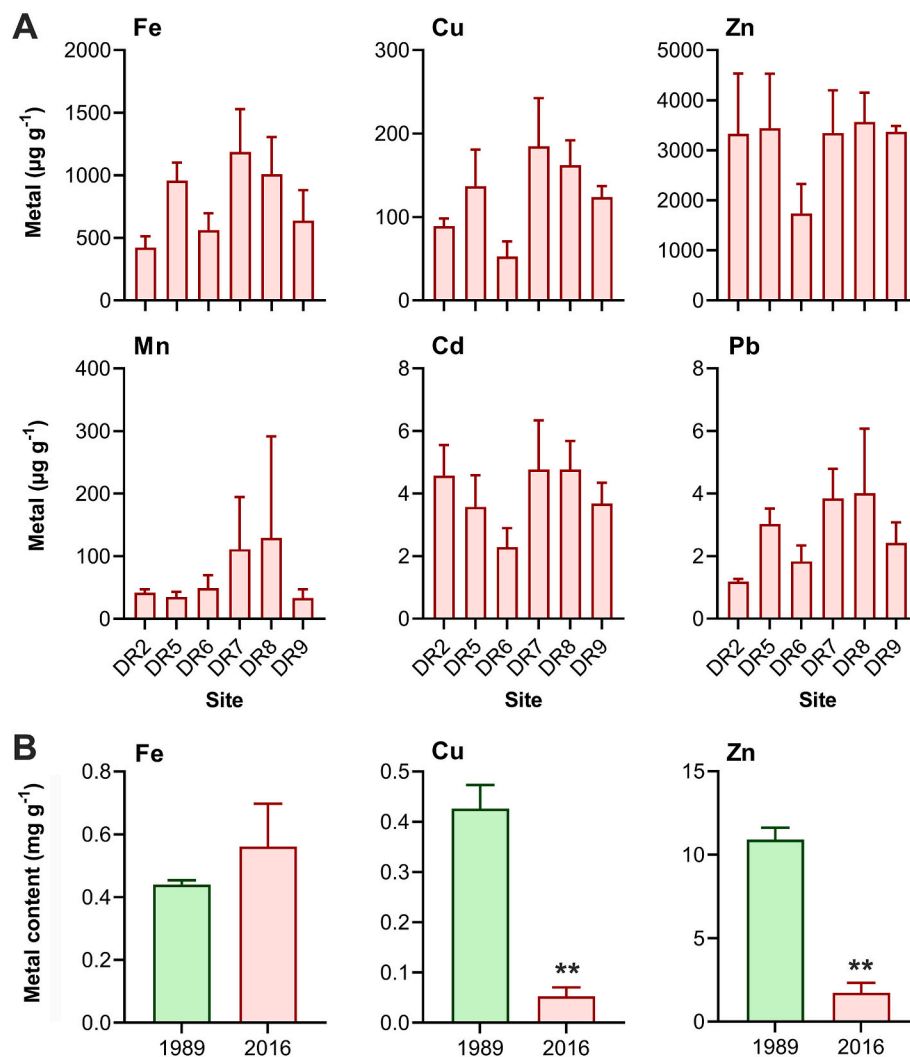 A
Fe
Cu
Zn
Metal (µg g-1)
2000
1500
1000
500
0
300
200
100
0
5000
4000
3000
2000
1000
0
Mn
Cd
Pb
Metal (µg g-1)
400
300
200
100
0
8
6
4
2
0
8
6
4
2
0
DR2 DR5 DR6 DR7 DR8 DR9
DR2 DR5 DR6 DR7 DR8 DR9
DR2 DR5 DR6 DR7 DR8 DR9
Site
Site
Site
B
Fe
Cu
Zn
Metal content (mg g-1)
0.8
0.6
0.4
0.2
0.0
0.5
0.4
0.3
0.2
0.1
0.0
15
10
5
0
**
**
1989 2016
1989 2016
1989 2016